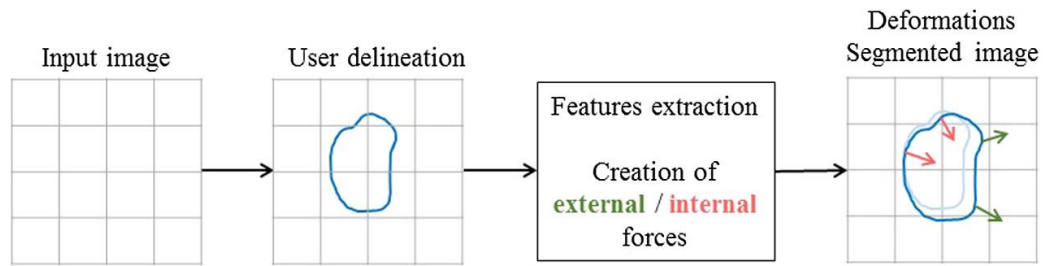 Input image
User delineation
Features extraction
Creation of
external / internal
forces
Deformations
Segmented image